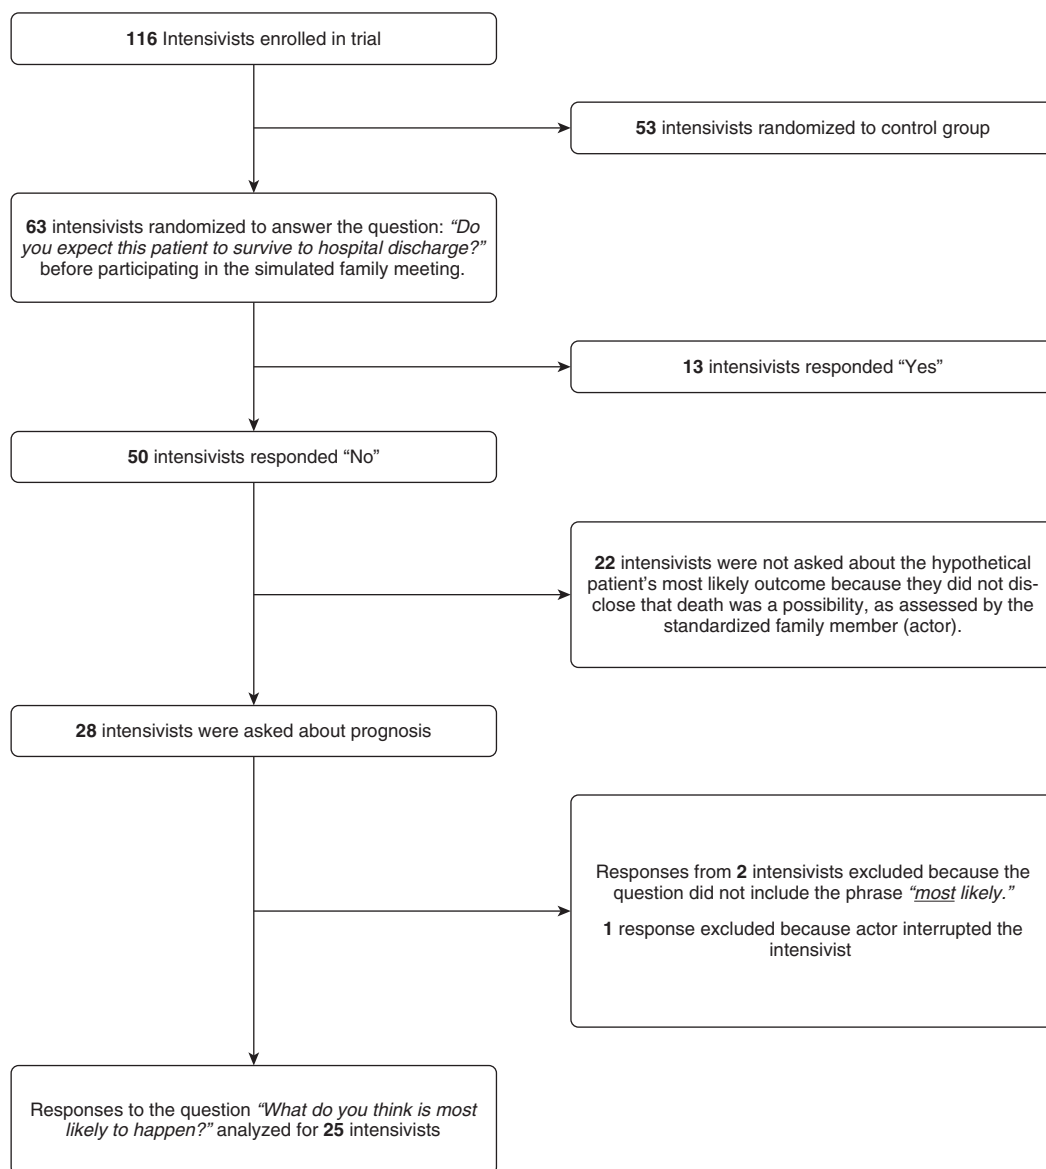 116 Intensivists enrolled in trial
53 intensivists randomized to control group
63 intensivists randomized to answer the question: “Do
you expect this patient to survive to hospital discharge?”
before participating in the simulated family meeting.
13 intensivists responded “Yes”
50 intensivists responded “No”
22 intensivists were not asked about the hypothetical
patient’s most likely outcome because they did not dis-
close that death was a possibility, as assessed by the
standardized family member (actor).
28 intensivists were asked about prognosis
Responses from 2 intensivists excluded because the
question did not include the phrase “most likely.”
1 response excluded because actor interrupted the
intensivist
Responses to the question “What do you think is most
likely to happen?” analyzed for 25 intensivists